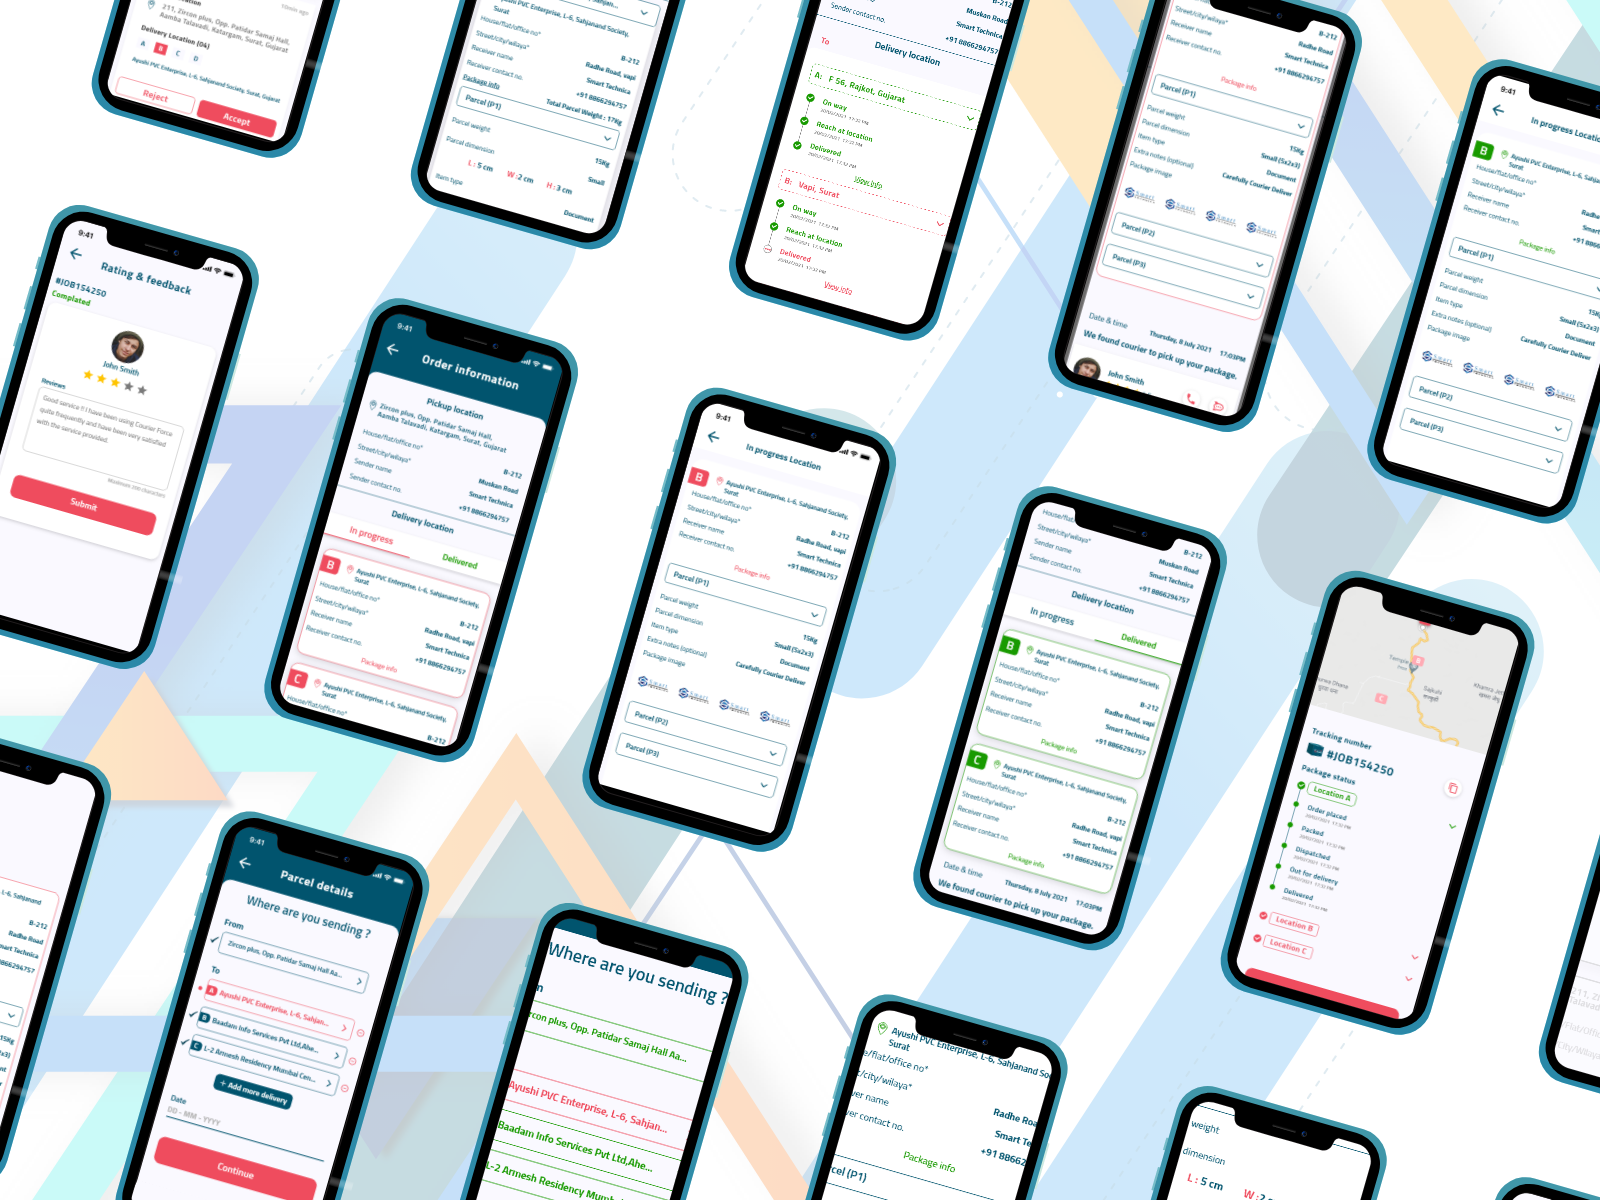 10min ago
211, Zircon plus, Opp. Patidar Samaj Hall,
Aamba Talavadi, Katargam, Surat, Gujarat
Delivery Location (04)
A B C D
Ayushi PVC Enterprise, L-6, Sahjanand Society, Surat, Gujarat
Reject
Accept
PVC Enterprise, L-6, Sahjanand Society,
Surat
House/flat/office no*
B-212
Street/city/wilaya*
Radhe Road, vapi
Receiver name
Smart Technica
Receiver contact no.
+91 8866294757
Package info
Total Parcel Weight : 17Kg
Parcel (P1)
Parcel weight
15Kg
Parcel dimension
Small
L : 5 cm W : 2 cm H : 3 cm
Item type
Document
B-212
Muskan Road
Smart Technica
Sender contact no.
+91 8866294757
To
Delivery location
A: F 56, Rajkot, Gujarat
On way
Reach at location
Delivered
View info
B: Vapi, Surat
On way
Reach at location
Delivered
View info
Street/city/wilaya*
B-212
Receiver name
Radhe Road
Receiver contact no.
Smart Technica
+91 8866294757
Package info
Parcel (P1)
Parcel weight
15Kg
Parcel dimension
Small (5x2x3)
Item type
Document
Extra notes (optional)
Carefully Courier Deliver
Package image
Parcel (P2)
Parcel (P3)
Date & time
Thursday, 8 July 2021 17:03PM
We found courier to pick up your package.
John Smith
9:41
In progress Locatio
B
Ayushi PVC Enterprise, L-6, Sahjana
Surat
House/flat/office no*
Street/city/wilaya*
Receiver name
Receiver contact no.
Package info
Parcel (P1)
Parcel weight
Parcel dimension
Small (5x2x3)
Item type
Document
Extra notes (optional)
Carefully Courier Deliver
Package image
Parcel (P2)
Parcel (P3)
9:41
Rating & feedback
#JOB154250
Complated
John Smith
Reviews
Good service !! I have been using Courier Force
quite frequently and have been very satisfied
with the service provided.
Maximum 200 characters
Submit
9:41
Order information
Pickup location
Zircon plus, Opp. Patidar Samaj Hall,
Aamba Talavadi, Katargam, Surat, Gujarat
House/flat/office no*
B-212
Street/city/wilaya*
Muskan Road
Sender name
Smart Technica
Sender contact no.
+91 8866294757
Delivery location
In progress
Delivered
B
Ayushi PVC Enterprise, L-6, Sahjanand Society,
Surat
House/flat/office no*
B-212
Street/city/wilaya*
Radhe Road, vapi
Receiver name
Smart Technica
Receiver contact no.
+91 8866294757
Package info
C
Ayushi PVC Enterprise, L-6, Sahjanand Society,
Surat
House/flat/office no*
B-212
9:41
In progress Location
B
Ayushi PVC Enterprise, L-6, Sahjanand Society,
Surat
House/flat/office no*
B-212
Street/city/wilaya*
Radhe Road, vapi
Receiver name
Smart Technica
Receiver contact no.
+91 8866294757
Package info
Parcel (P1)
Parcel weight
15Kg
Parcel dimension
Small (5x2x3)
Item type
Document
Extra notes (optional)
Carefully Courier Deliver
Package image
Parcel (P2)
Parcel (P3)
House/flat
B-212
Street/city/wilaya*
Muskan Road
Sender name
Smart Technica
Sender contact no.
+91 8866294757
Delivery location
In progress
Delivered
B
Ayushi PVC Enterprise, L-6, Sahjanand Society,
Surat
House/flat/office no*
B-212
Street/city/wilaya*
Radhe Road, vapi
Receiver name
Smart Technica
Receiver contact no.
+91 8866294757
Package info
C
Ayushi PVC Enterprise, L-6, Sahjanand Society,
Surat
House/flat/office no*
B-212
Street/city/wilaya*
Radhe Road, vapi
Receiver name
Smart Technica
Receiver contact no.
+91 8866294757
Package info
Date & time
Thursday, 8 July 2021 17:03PM
We found courier to pick up your package.
B
C
Tracking number
#JOB154250
Package status
Location A
Order placed
Packed
Dispatched
Out for delivery
Delivered
Location B
Location C
L-6, Sahjanand
B-212
Radhe Road
mart Technica
8866294757
15Kg
9:41
Parcel details
Where are you sending ?
From
Zircon plus, Opp. Patidar Samaj Hall Aa...
To
A Ayushi PVC Enterprise, L-6, Sahjan...
B Baadam Info Services Pvt Ltd,Ahe...
C L-2 Armesh Residency Mumbai Cen...
+ Add more delivery
Date
DD - MM - YYYY
Continue
Where are you sending ?
rcon plus, Opp. Patidar Samaj Hall Aa...
Ayushi PVC Enterprise, L-6, Sahjan...
Baadam Info Services Pvt Ltd,Ahe...
L-2 Armesh Residency Mumb
Ayushi PVC Enterprise, L-6, Sahjanand Soc
Surat
e/flat/office no*
/city/wilaya*
ver name
Radhe Roa
ver contact no.
Smart Te
+91 88662
Package info
cel (P1)
weight
dimension
L : 5 cm W : 2